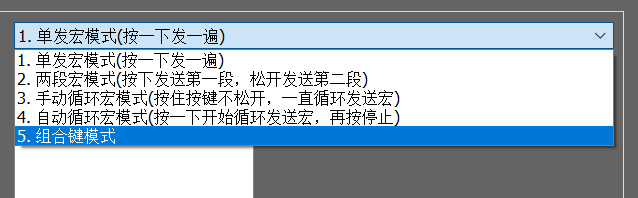 1. 单发宏模式(按一下发一遍)
1. 单发宏模式(按一下发一遍)
2. 两段宏模式(按下发送第一段，松开发送第二段)
3. 手动循环宏模式(按住按键不松开，一直循环发送宏)
4. 自动循环宏模式(按一下开始循环发送宏，再按停止)
5. 组合键模式